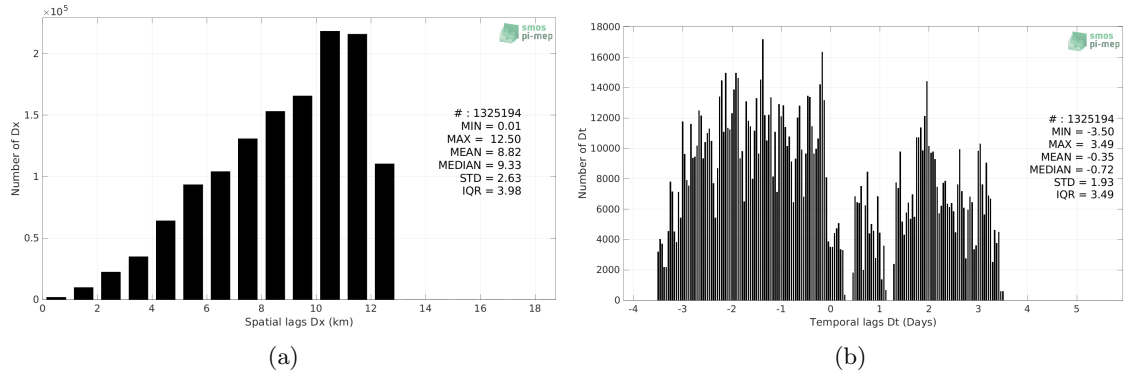 ×10⁵
2
1.5
1
0.5
0
Number of Dx
0 2 4 6 8 10 12 14 16 18
Spatial lags Dx (km)
smos
pi-mep
# : 1325194
MIN = 0.01
MAX = 12.50
MEAN = 8.82
MEDIAN = 9.33
STD = 2.63
IQR = 3.98
(a)
18000
16000
14000
12000
10000
8000
6000
4000
2000
0
Number of Dt
-4 -3 -2 -1 0 1 2 3 4 5
Temporal lags Dt (Days)
smos
pi-mep
# : 1325194
MIN = -3.50
MAX = 3.49
MEAN = -0.35
MEDIAN = -0.72
STD = 1.93
IQR = 3.49
(b)